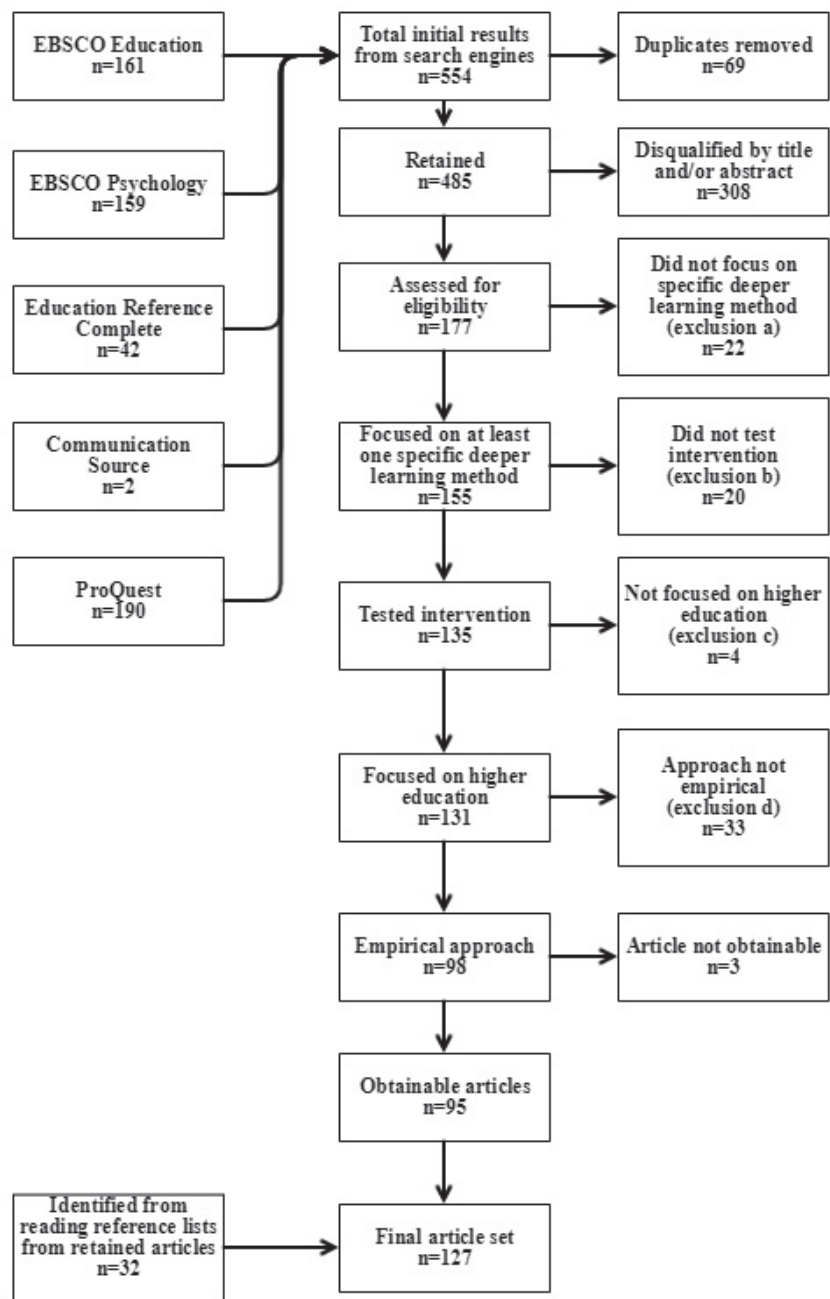 EBSCO Education
n=161
Total initial results
from search engines
n=554
Duplicates removed
n=69
EBSCO Psychology
n=159
Retained
n=485
Disqualified by title
and/or abstract
n=308
Education Reference
Complete
n=42
Assessed for
eligibility
n=177
Did not focus on
specific deeper
learning method
(exclusion a)
n=22
Communication
Source
n=2
Focused on at least
one specific deeper
learning method
n=155
Did not test
intervention
(exclusion b)
n=20
ProQuest
n=190
Tested intervention
n=135
Not focused on higher
education
(exclusion c)
n=4
Focused on higher
education
n=131
Approach not
empirical
(exclusion d)
n=33
Empirical approach
n=98
Article not obtainable
n=3
Obtainable articles
n=95
Identified from
reading reference lists
from retained articles
n=32
Final article set
n=127